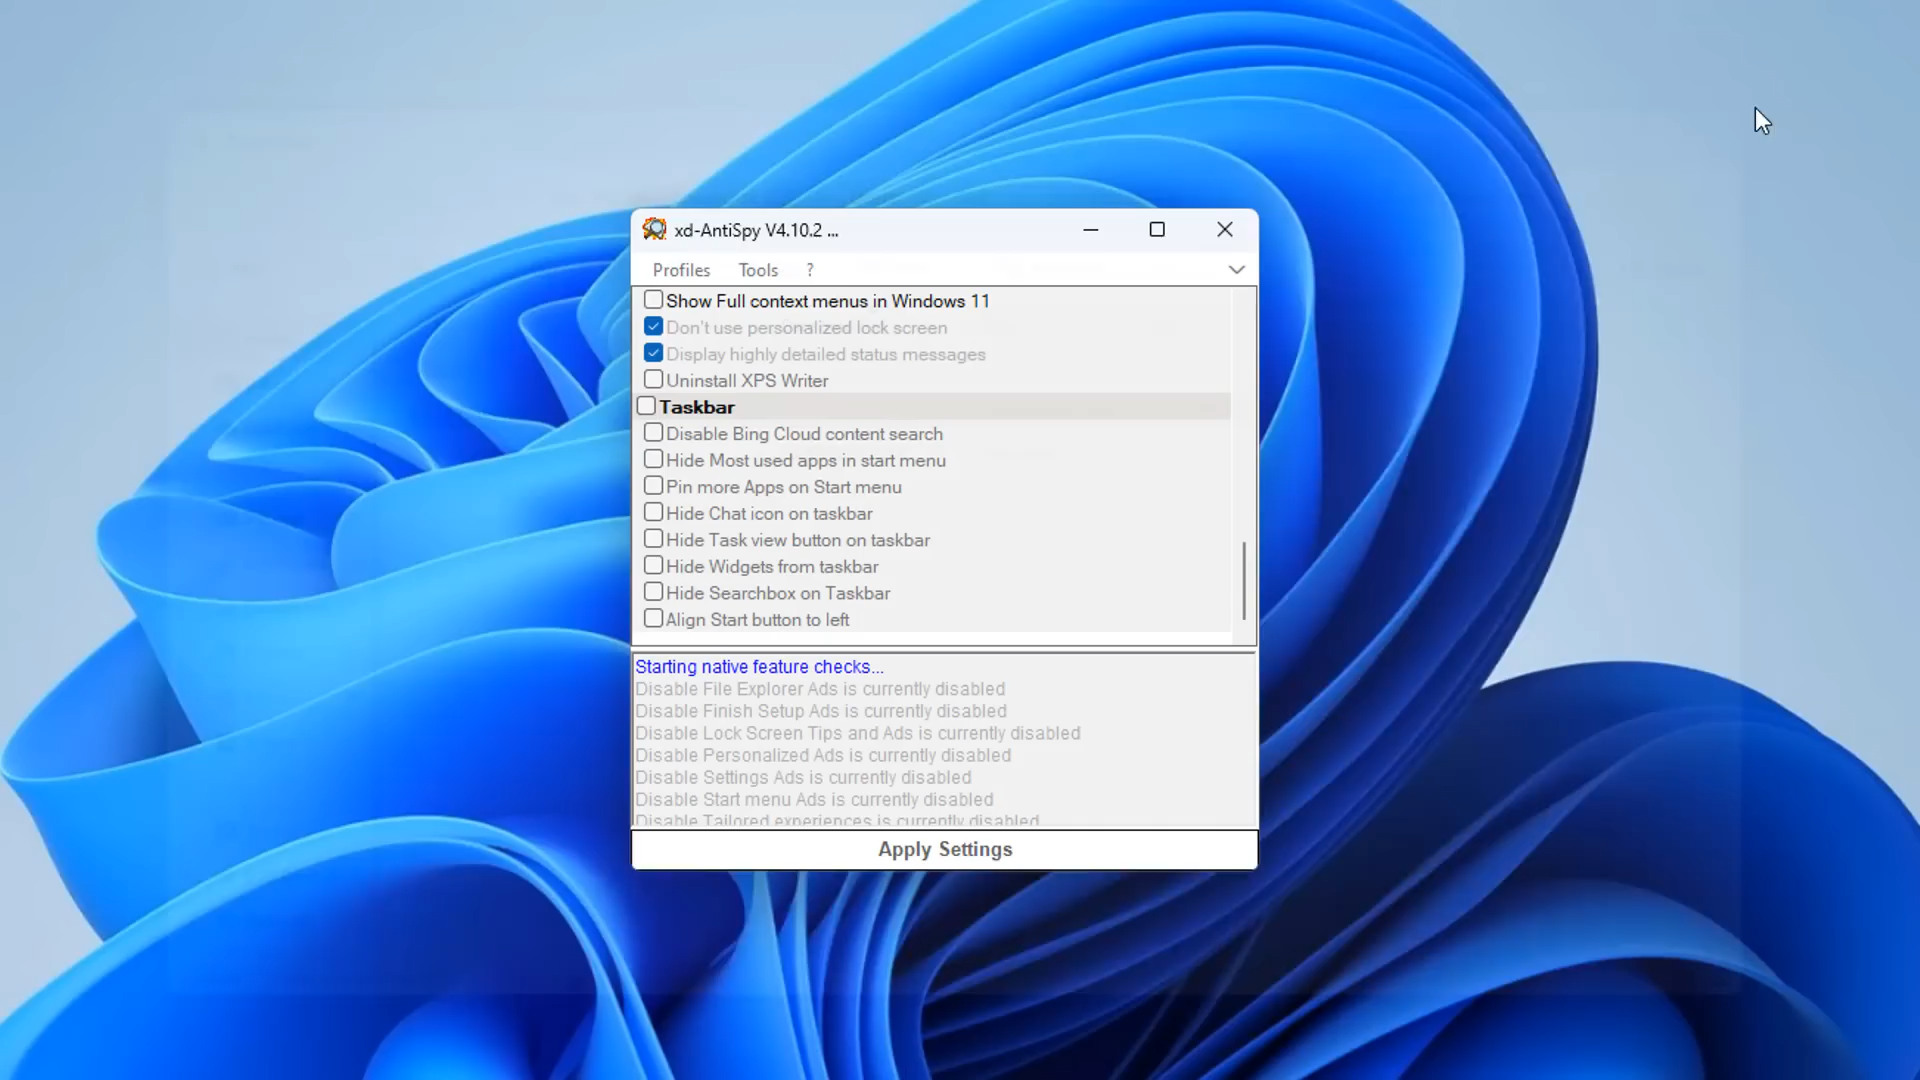 xd-AntiSpy V4.10.2 ...
Profiles Tools ?
Show Full context menus in Windows 11
Don't use personalized lock screen
Display highly detailed status messages
Uninstall XPS Writer
Taskbar
Disable Bing Cloud content search
Hide Most used apps in start menu
Pin more Apps on Start menu
Hide Chat icon on taskbar
Hide Task view button on taskbar
Hide Widgets from taskbar
Hide Searchbox on Taskbar
Align Start button to left
Starting native feature checks...
Disable File Explorer Ads is currently disabled
Disable Finish Setup Ads is currently disabled
Disable Lock Screen Tips and Ads is currently disabled
Disable Personalized Ads is currently disabled
Disable Settings Ads is currently disabled
Disable Start menu Ads is currently disabled
Disable Tailored experiences is currently disabled
Apply Settings